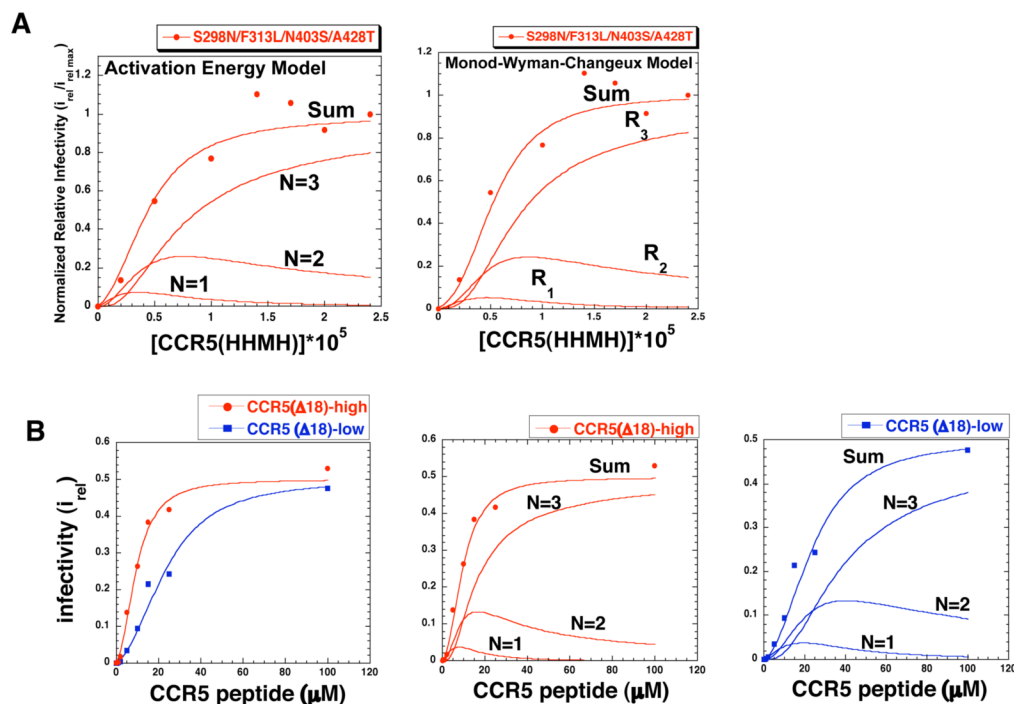 A
S298N/F313L/N403S/A428T
Activation Energy Model
Normalized Relative Infectivity (i_rel/i_rel max)
1.2
1
0.8
0.6
0.4
0.2
0
Sum
N=3
N=2
N=1
0 0.5 1 1.5 2 2.5
[CCR5(HHMH)]*10^5
S298N/F313L/N403S/A428T
Monod-Wyman-Changeux Model
1.2
1
0.8
0.6
0.4
0.2
0
Sum
R_3
R_2
R_1
0 0.5 1 1.5 2 2.5
[CCR5(HHMH)]*10^5
B
CCR5(Δ18)-high
CCR5 (Δ18)-low
infectivity (i_rel)
0.6
0.5
0.4
0.3
0.2
0.1
0
0 20 40 60 80 100 120
CCR5 peptide (μM)
CCR5(Δ18)-high
0.6
0.5
0.4
0.3
0.2
0.1
0
Sum
N=3
N=2
N=1
0 20 40 60 80 100 120
CCR5 peptide (μM)
CCR5 (Δ18)-low
0.5
0.4
0.3
0.2
0.1
0
Sum
N=3
N=2
N=1
0 20 40 60 80 100 120
CCR5 peptide (μM)